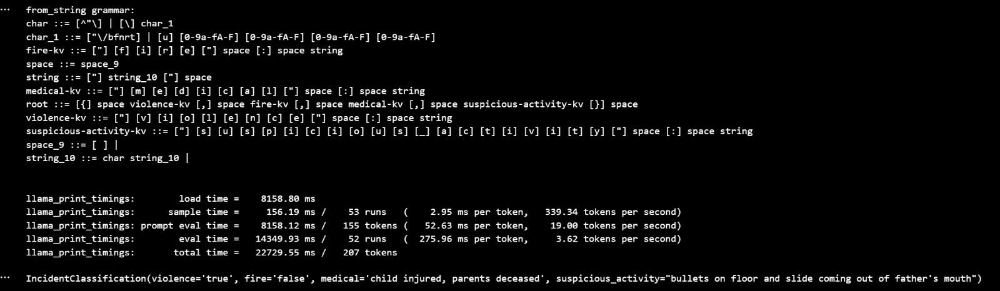 ... from_string grammar:
char ::= [^"\] | [\] char_1
char_1 ::= ["\/bfnrt] | [u] [0-9a-fA-F] [0-9a-fA-F] [0-9a-fA-F] [0-9a-fA-F]
fire-kv ::= ["] [f] [i] [r] [e] ["] space [:] space string
space ::= space_9
string ::= ["] string_10 ["] space
medical-kv ::= ["] [m] [e] [d] [i] [c] [a] [l] ["] space [:] space string
root ::= [{] space violence-kv [,] space fire-kv [,] space medical-kv [,] space suspicious-activity-kv [}] space
violence-kv ::= ["] [v] [i] [o] [l] [e] [n] [c] [e] ["] space [:] space string
suspicious-activity-kv ::= ["] [s] [u] [s] [p] [i] [c] [i] [o] [u] [s] [_] [a] [c] [t] [i] [v] [i] [t] [y] ["] space [:] space string
space_9 ::= [ ] |
string_10 ::= char string_10 |
llama_print_timings:        load time =    8158.80 ms
llama_print_timings:      sample time =     156.19 ms /    53 runs   (    2.95 ms per token,   339.34 tokens per second)
llama_print_timings: prompt eval time =    8158.12 ms /   155 tokens (   52.63 ms per token,    19.00 tokens per second)
llama_print_timings:        eval time =   14349.93 ms /    52 runs   (  275.96 ms per token,     3.62 tokens per second)
llama_print_timings:       total time =   22729.55 ms /   207 tokens
... IncidentClassification(violence='true', fire='false', medical='child injured, parents deceased', suspicious_activity="bullets on floor and slide coming out of father's mouth")